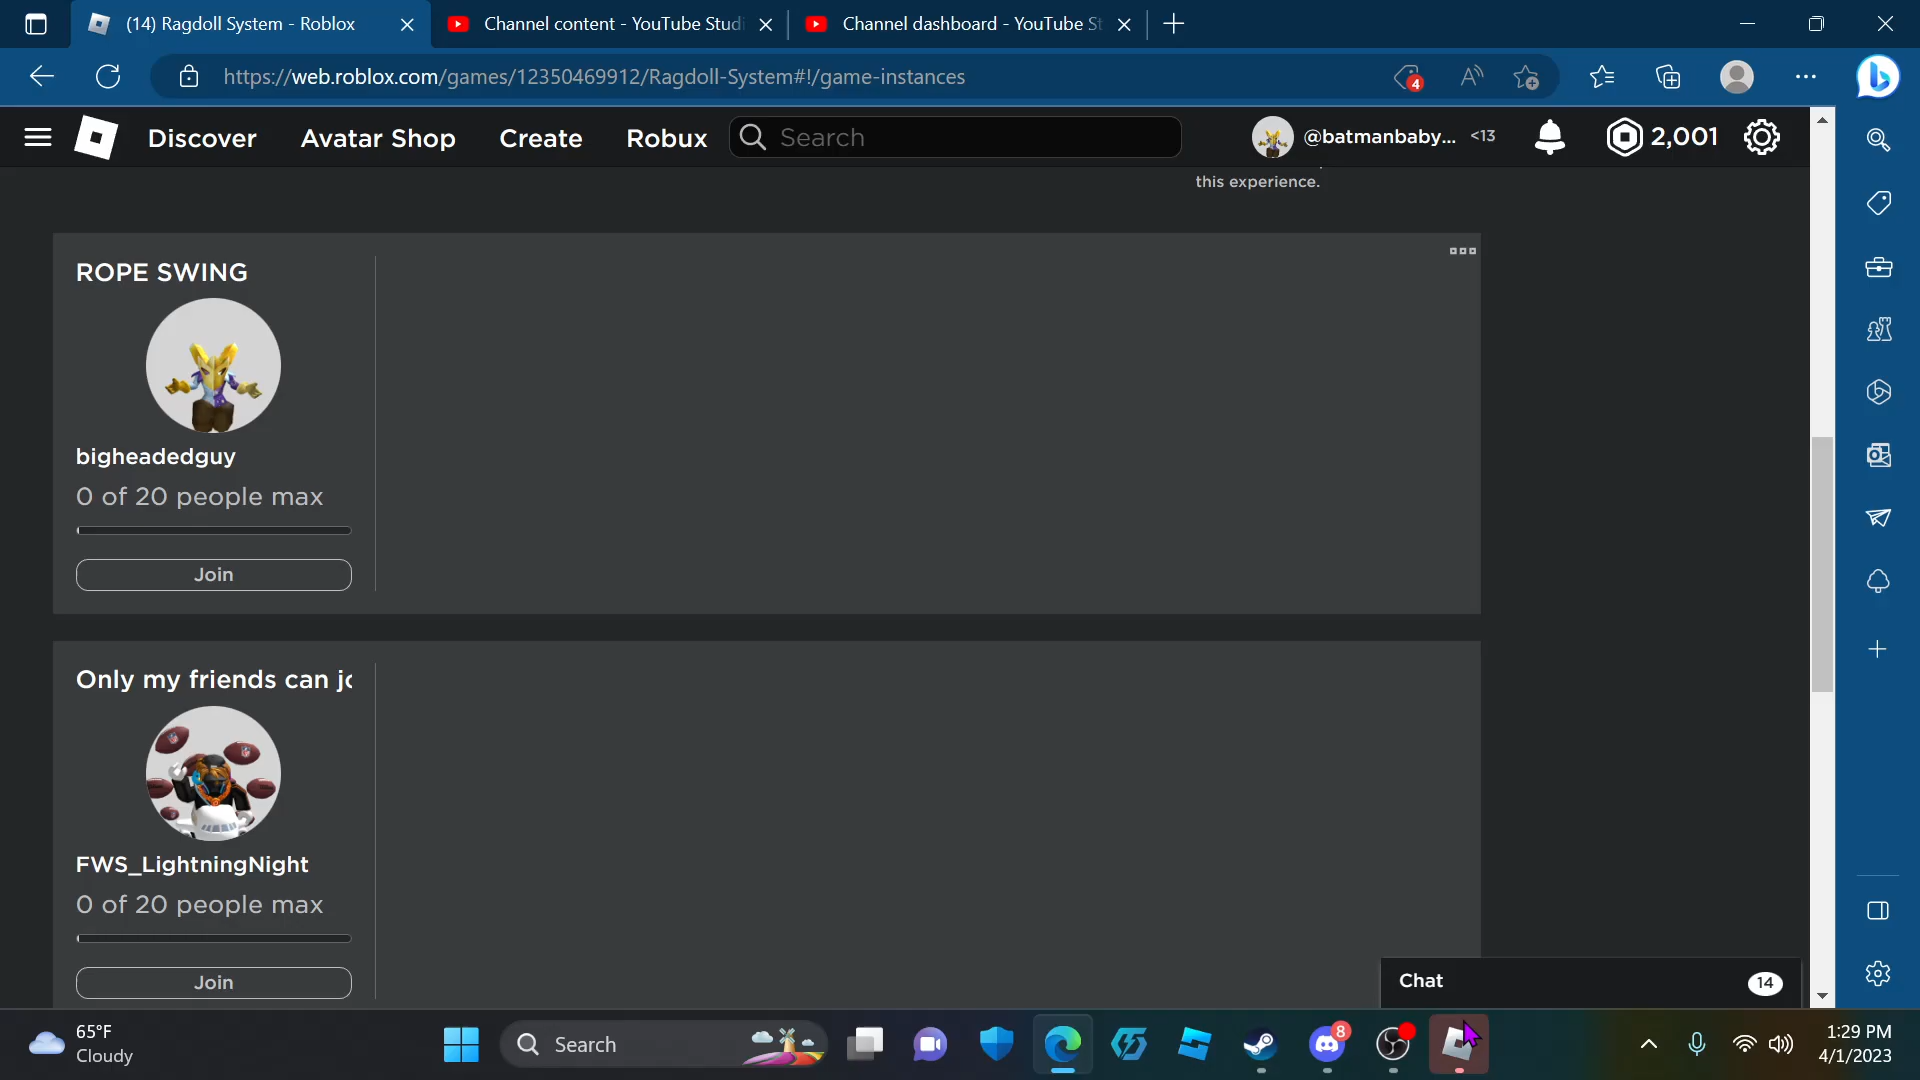 (14) Ragdoll System - Roblox
Channel content - YouTube Studi
Channel dashboard - YouTube St
https://web.roblox.com/games/12350469912/Ragdoll-System#!/game-instances
4
Discover
Avatar Shop
Create
Robux
Search
@batmanbaby...
<13
2,001
this experience.
ROPE SWING
bigheadedguy
0 of 20 people max
Join
Only my friends can jo
FWS_LightningNight
0 of 20 people max
Join
Chat
14
65°F
Cloudy
Search
8
1:29 PM
4/1/2023